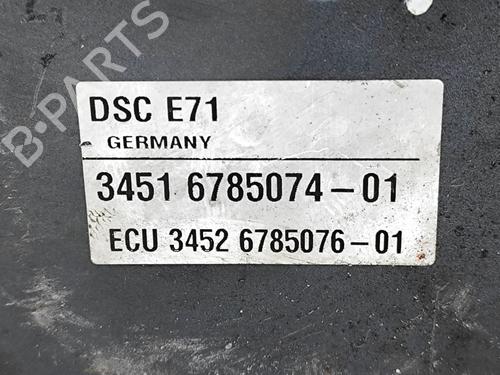 B-PARTS
DSC E71
GERMANY
3451 6785074-01
ECU 3452 6785076-01